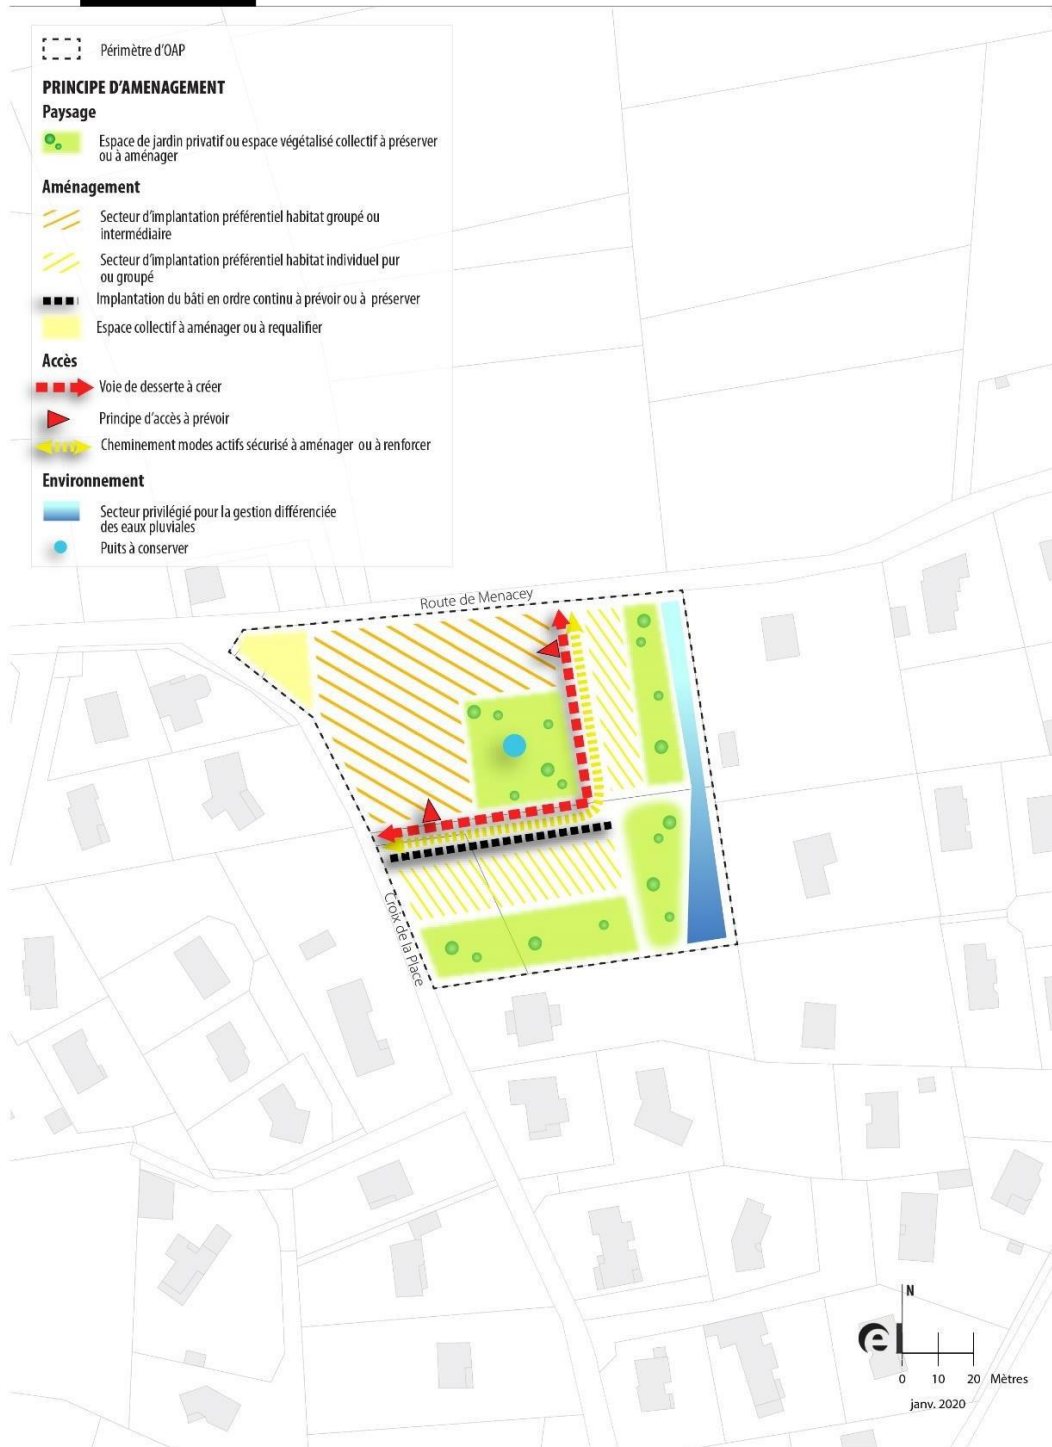 Périmètre d'OAP
PRINCIPE D'AMENAGEMENT
Paysage
Espace de jardin privatif ou espace végétalisé collectif à préserver
ou à aménager
Aménagement
Secteur d'implantation préférentiel habitat groupé ou
intermédiaire
Secteur d'implantation préférentiel habitat individuel pur
ou groupé
Implantation du bâti en ordre continu à prévoir ou à préserver
Espace collectif à aménager ou à requalifier
Accès
Voie de desserte à créer
Principe d'accès à prévoir
Cheminement modes actifs sécurisé à aménager ou à renforcer
Environnement
Secteur privilégié pour la gestion différenciée
des eaux pluviales
Puits à conserver
Route de Menacey
Croix de la Place
N
0 10 20 Mètres
janv. 2020